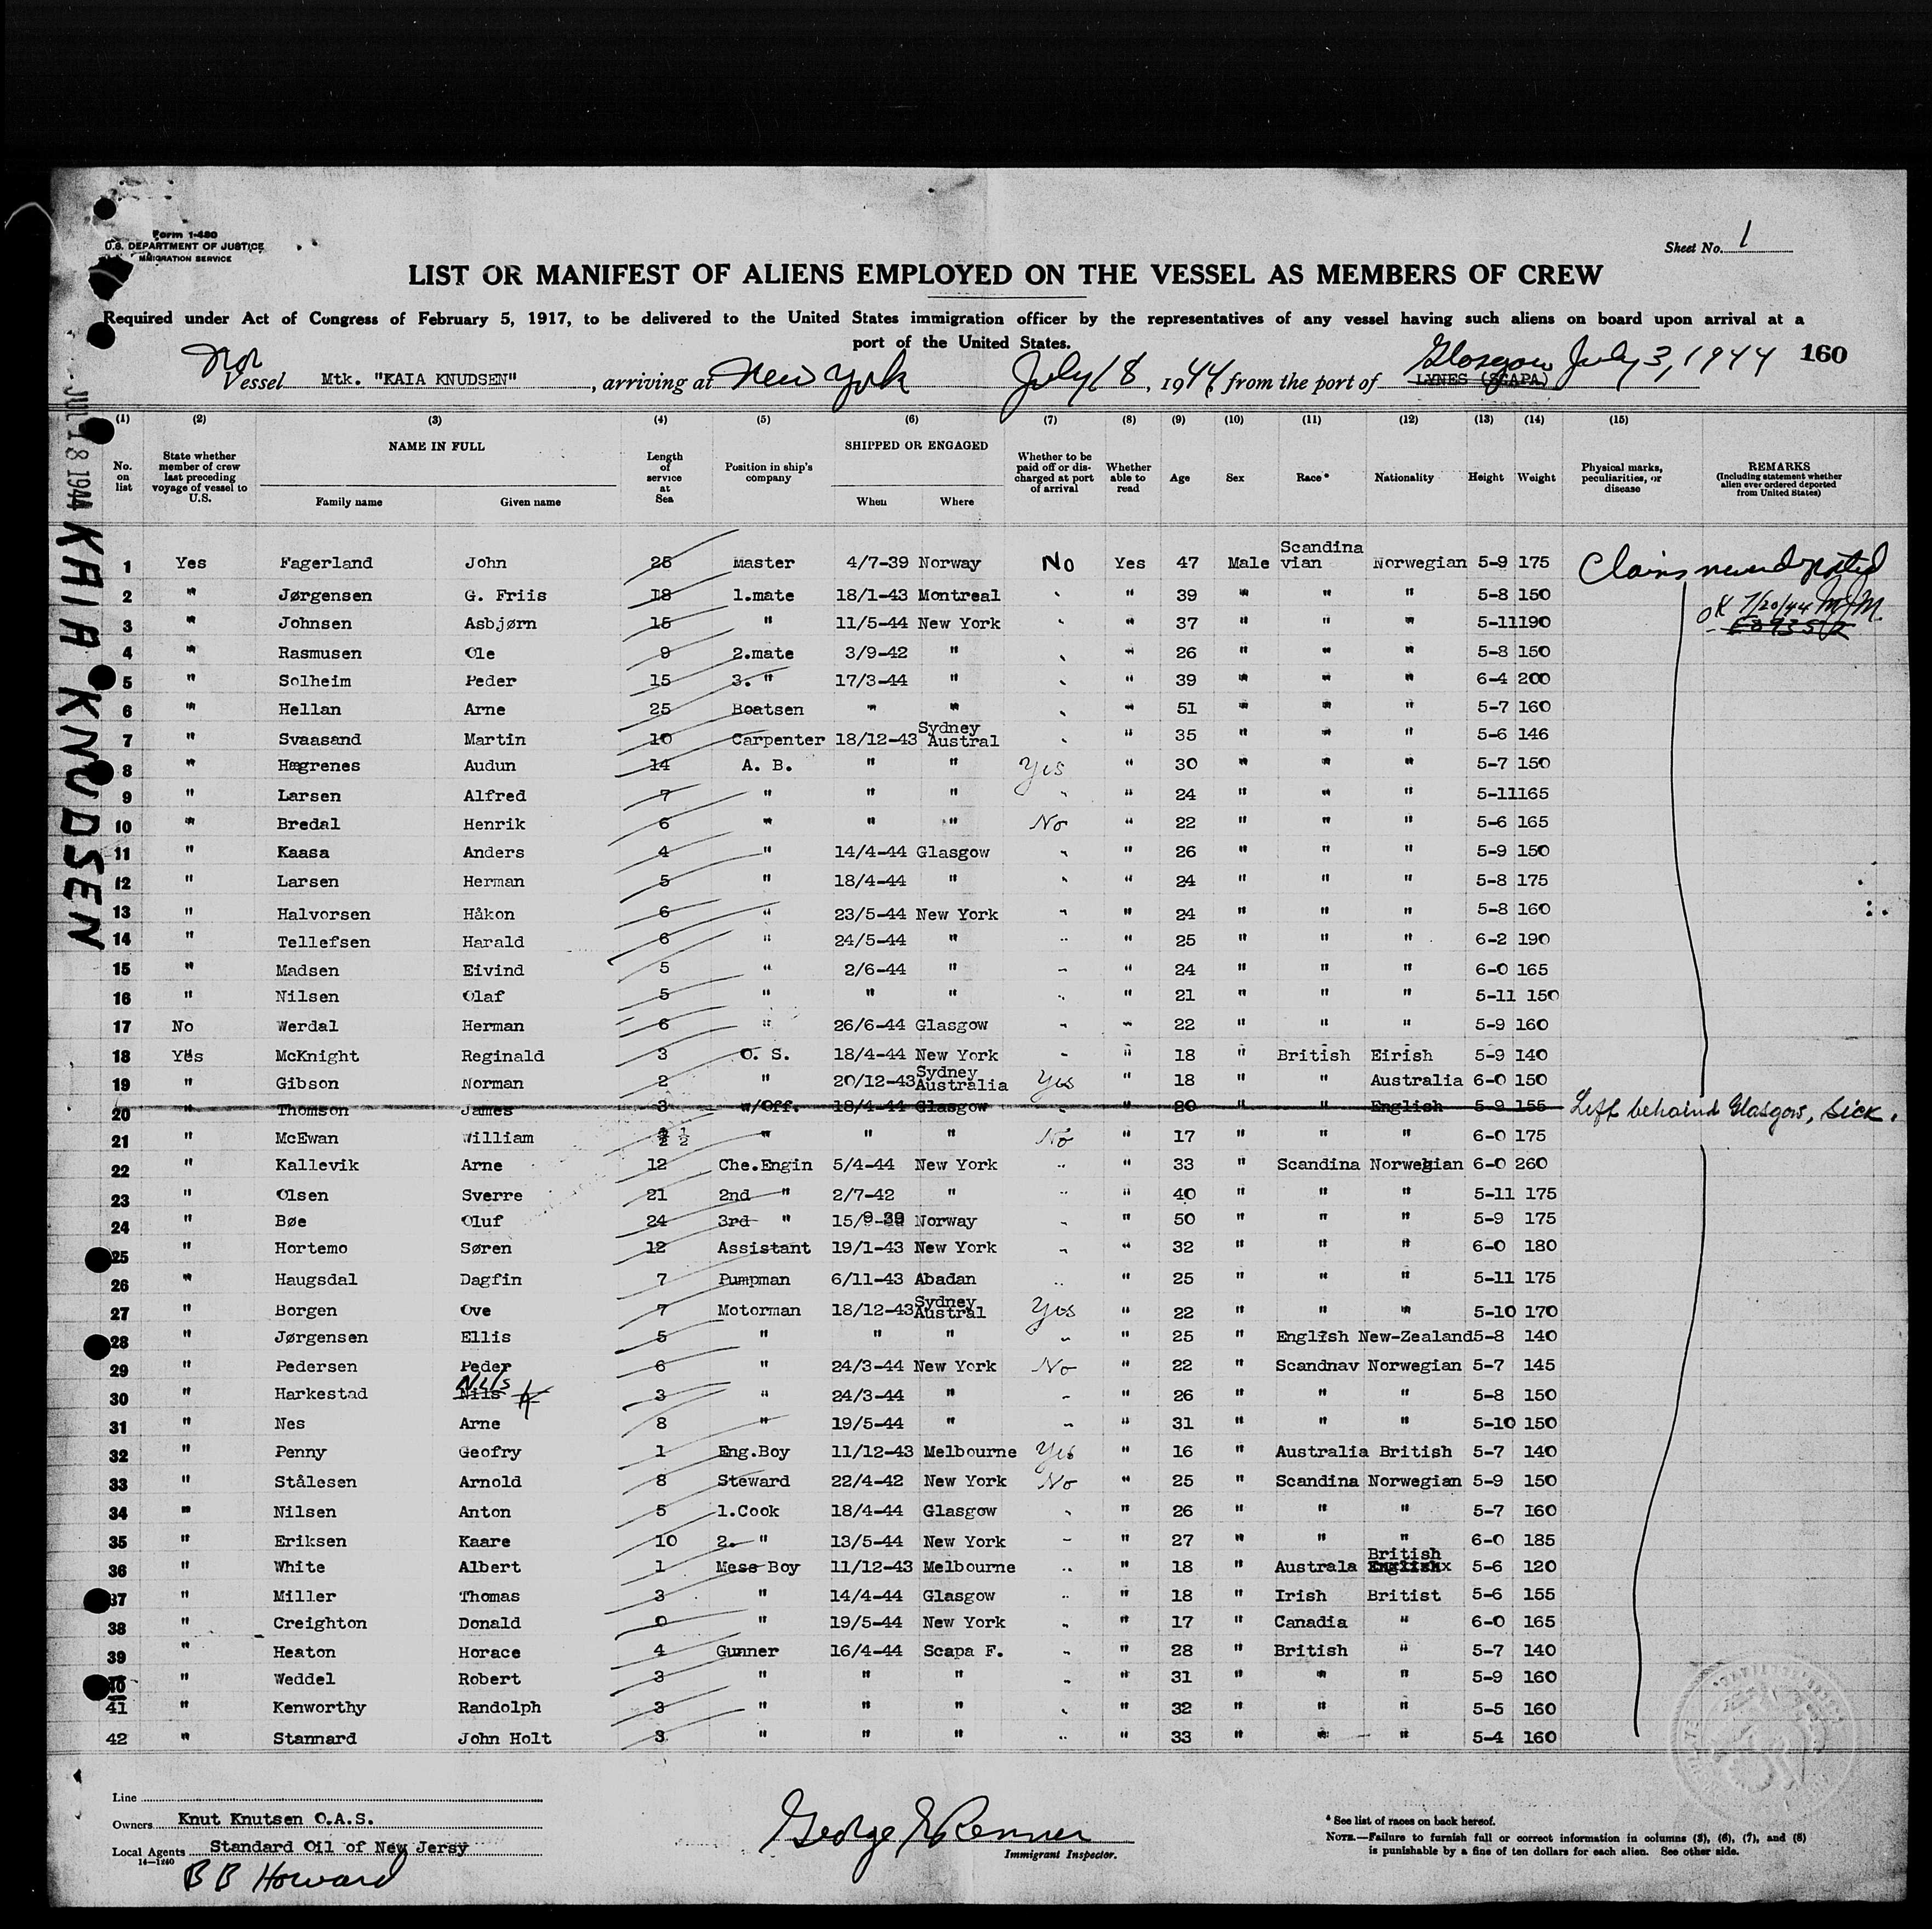 Form 1-480
U.S. DEPARTMENT OF JUSTICE
IMMIGRATION SERVICE
Sheet No. 1
LIST OR MANIFEST OF ALIENS EMPLOYED ON THE VESSEL AS MEMBERS OF CREW
Required under Act of Congress of February 5, 1917, to be delivered to the United States immigration officer by the representatives of any vessel having such aliens on board upon arrival at a
port of the United States.
160
Nor
Vessel Mtk. "KAIA KNUDSEN", arriving at New York July 18, 1944, from the port of LYNES (SCAPA) Glasgow July 3, 1944
JUL 18 1944 KAIA KNUDSEN
(1) (2) (3) (4) (5) (6) (7) (8) (9) (10) (11) (12) (13) (14) (15)
No. on list State whether member of crew last preceding voyage of vessel to U.S. NAME IN FULL Family name Given name Length of service at Sea Position in ship's company SHIPPED OR ENGAGED When Where Whether to be paid off or discharged at port of arrival Whether able to read Age Sex Race* Nationality Height Weight Physical marks, peculiarities, or disease REMARKS (Including statement whether alien ever ordered deported from United States)
1 Yes Fagerland John 25 Master 4/7-39 Norway No Yes 47 Male Scandina vian Norwegian 5-9 175 Claims never deported
2 " Jørgensen G. Friis 18 1.mate 18/1-43 Montreal " " 39 " " " 5-8 150 OK 7/20/44 MJM
3 " Johnsen Asbjørn 15 " 11/5-44 New York " " 37 " " " 5-11 190
4 " Rasmusen Ole 9 2.mate 3/9-42 " " " 26 " " " 5-8 150
5 " Solheim Peder 15 3. " 17/3-44 " " " 39 " " " 6-4 200
6 " Hellan Arne 25 Boatsen " " " " 51 " " " 5-7 160
7 " Svaasand Martin 10 Carpenter 18/12-43 Sydney Austral " " 35 " " " 5-6 146
8 " Hægrenes Audun 14 A. B. " " Yes " 30 " " " 5-7 150
9 " Larsen Alfred 7 " " " " " 24 " " " 5-11 165
10 " Bredal Henrik 6 " " " No " 22 " " " 5-6 165
11 " Kaasa Anders 4 " 14/4-44 Glasgow " " 26 " " " 5-9 150
12 " Larsen Herman 5 " 18/4-44 " " " 24 " " " 5-8 175
13 " Halvorsen Håkon 6 " 23/5-44 New York " " 24 " " " 5-8 160
14 " Tellefsen Harald 6 " 24/5-44 " " " 25 " " " 6-2 190
15 " Madsen Eivind 5 " 2/6-44 " " " 24 " " " 6-0 165
16 " Nilsen Olaf 5 " " " " " 21 " " " 5-11 150
17 No Werdal Herman 6 " 26/6-44 Glasgow " " 22 " " " 5-9 160
18 Yes McKnight Reginald 3 O. S. 18/4-44 New York " " 18 " British Eirish 5-9 140
19 " Gibson Norman 2 " 20/12-43 Sydney Australia Yes " 18 " " Australia 6-0 150
20 " Thomson James 3 w/Off. 18/4-44 Glasgow " " 20 " " English 5-9 155 Left behaind Glasgow, sick.
21 " McEwan William ½ " " " No " 17 " " " 6-0 175
22 " Kallevik Arne 12 Che.Engin 5/4-44 New York " " 33 " Scandina Norwegian 6-0 260
23 " Olsen Sverre 21 2nd " 2/7-42 " " " 40 " " " 5-11 175
24 " Bøe Oluf 24 3rd " 15/9-39 Norway " " 50 " " " 5-9 175
25 " Hortemo Søren 12 Assistant 19/1-43 New York " " 32 " " " 6-0 180
26 " Haugsdal Dagfin 7 Pumpman 6/11-43 Abadan " " 25 " " " 5-11 175
27 " Borgen Ove 7 Motorman 18/12-43 Sydney Austral Yes " 22 " " " 5-10 170
28 " Jørgensen Ellis 5 " " " " " 25 " English New-Zealand 5-8 140
29 " Pedersen Peder 6 " 24/3-44 New York No " 22 " Scandnav Norwegian 5-7 145
30 " Harkestad Nils Nils 3 " 24/3-44 " " " 26 " " " 5-8 150
31 " Nes Arne 8 " 19/5-44 " " " 31 " " " 5-10 150
32 " Penny Geofry 1 Eng.Boy 11/12-43 Melbourne Yes " 16 " Australia British 5-7 140
33 " Stålesen Arnold 8 Steward 22/4-42 New York No " 25 " Scandina Norwegian 5-9 150
34 " Nilsen Anton 5 1.Cook 18/4-44 Glasgow " " 26 " " " 5-7 160
35 " Eriksen Kaare 10 2. " 13/5-44 New York " " 27 " " " 6-0 185
36 " White Albert 1 Mess Boy 11/12-43 Melbourne " " 18 " Australa British Englishx 5-6 120
37 " Miller Thomas 3 " 14/4-44 Glasgow " " 18 " Irish Britist 5-6 155
38 " Creighton Donald 0 " 19/5-44 New York " " 17 " Canadia " 6-0 165
39 " Heaton Horace 4 Gunner 16/4-44 Scapa F. " " 28 " British " 5-7 140
40 " Weddel Robert 3 " " " " " 31 " " " 5-9 160
41 " Kenworthy Randolph 3 " " " " " 32 " " " 5-5 160
42 " Stannard John Holt 3 " " " " " 33 " " " 5-4 160
Line
Owners Knut Knutsen O.A.S.
Local Agents Standard Oil of New Jersy
14-1240
B B Howard
George E Renner
Immigrant Inspector.
* See list of races on back hereof.
NOTE.—Failure to furnish full or correct information in columns (2), (6), (7), and (8)
is punishable by a fine of ten dollars for each alien. See other side.